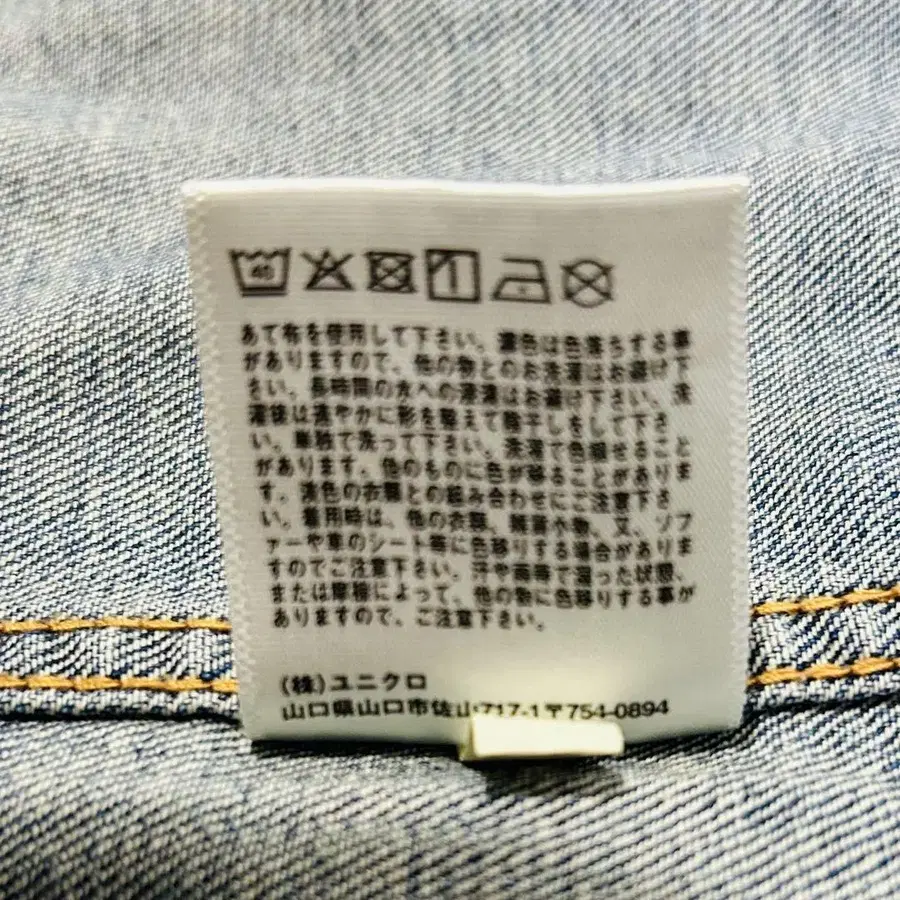 40
あて布を使用して下さい。濃色は色落ちする事
がありますので、他の物とのお洗濯はお避け下
さい。長時間の水への浸漬はお避け下さい。洗
濯後は速やかに形を整えて陰干しをして下さ
い。単独で洗って下さい。洗濯で色褪せること
があります。他のものに色が移ることがありま
す。淡色の衣類との組み合わせにご注意下さ
い。着用時は、他の衣類、雑貨小物、又、ソフ
ァーや車のシート等に色移りする場合がありま
すのでご注意下さい。汗や雨等で湿った状態、
または摩擦によって、他の物に色移りする事が
ありますので、ご注意下さい。
(株)ユニクロ
山口県山口市佐山717-1〒754-0894